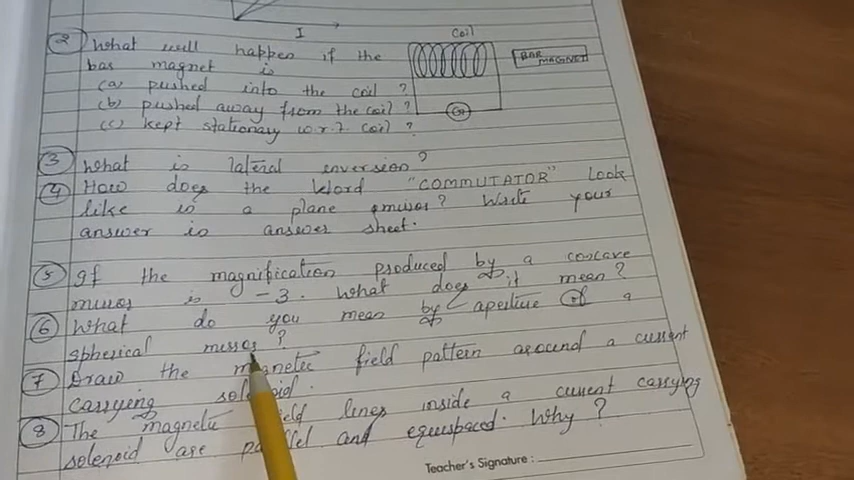 I
② What will happen if the
bar magnet is
(a) pushed into the coil ?
(b) pushed away from the coil ?
(c) kept stationary w.r.t coil ?
Coil
BAR MAGNET
G
③ What is lateral inversion?
④ How does the word "COMMUTATOR" Look
like in a plane mirror? Write your
answer in answer sheet.
⑤ If the magnification produced by a concave
mirror is -3. What does it mean?
⑥ What do you mean by aperture of a
spherical mirror ?
⑦ Draw the magnetic field pattern around a current
carrying solenoid.
⑧ The magnetic field lines inside a current carrying
solenoid are parallel and equispaced. Why ?
Teacher's Signature :